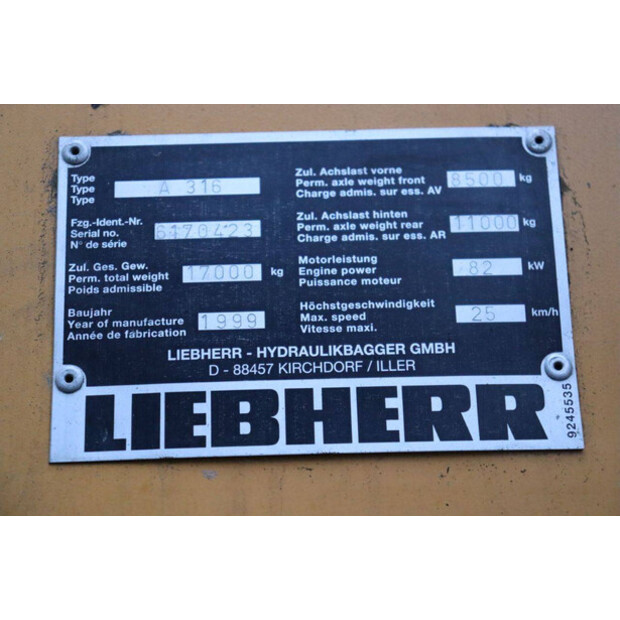 Type
Type
Type
A 316
Fzg.-Ident.-Nr.
Serial no.
N° de série
6170423
Zul. Ges. Gew.
Perm. total weight
Poids admissible
17000 kg
Baujahr
Year of manufacture
Année de fabrication
1999
Zul. Achslast vorne
Perm. axle weight front
Charge admis. sur ess. AV
8500 kg
Zul. Achslast hinten
Perm. axle weight rear
Charge admis. sur ess. AR
11000 kg
Motorleistung
Engine power
Puissance moteur
82 kW
Höchstgeschwindigkeit
Max. speed
Vitesse maxi.
25 km/h
LIEBHERR - HYDRAULIKBAGGER GMBH
D - 88457 KIRCHDORF / ILLER
LIEBHERR
9245535